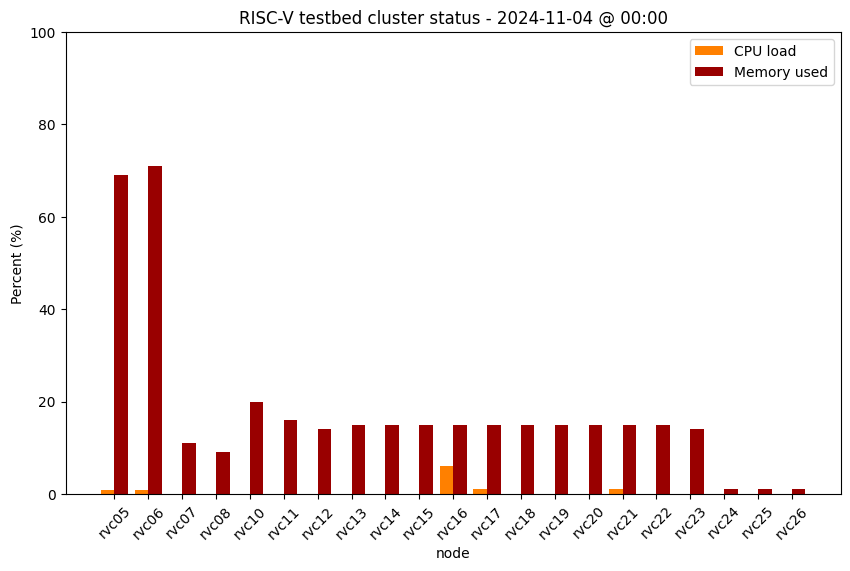 RISC-V testbed cluster status - 2024-11-04 @ 00:00
CPU load
Memory used
Percent (%)
100
80
60
40
20
0
rvc05 rvc06 rvc07 rvc08 rvc10 rvc11 rvc12 rvc13 rvc14 rvc15 rvc16 rvc17 rvc18 rvc19 rvc20 rvc21 rvc22 rvc23 rvc24 rvc25 rvc26
node